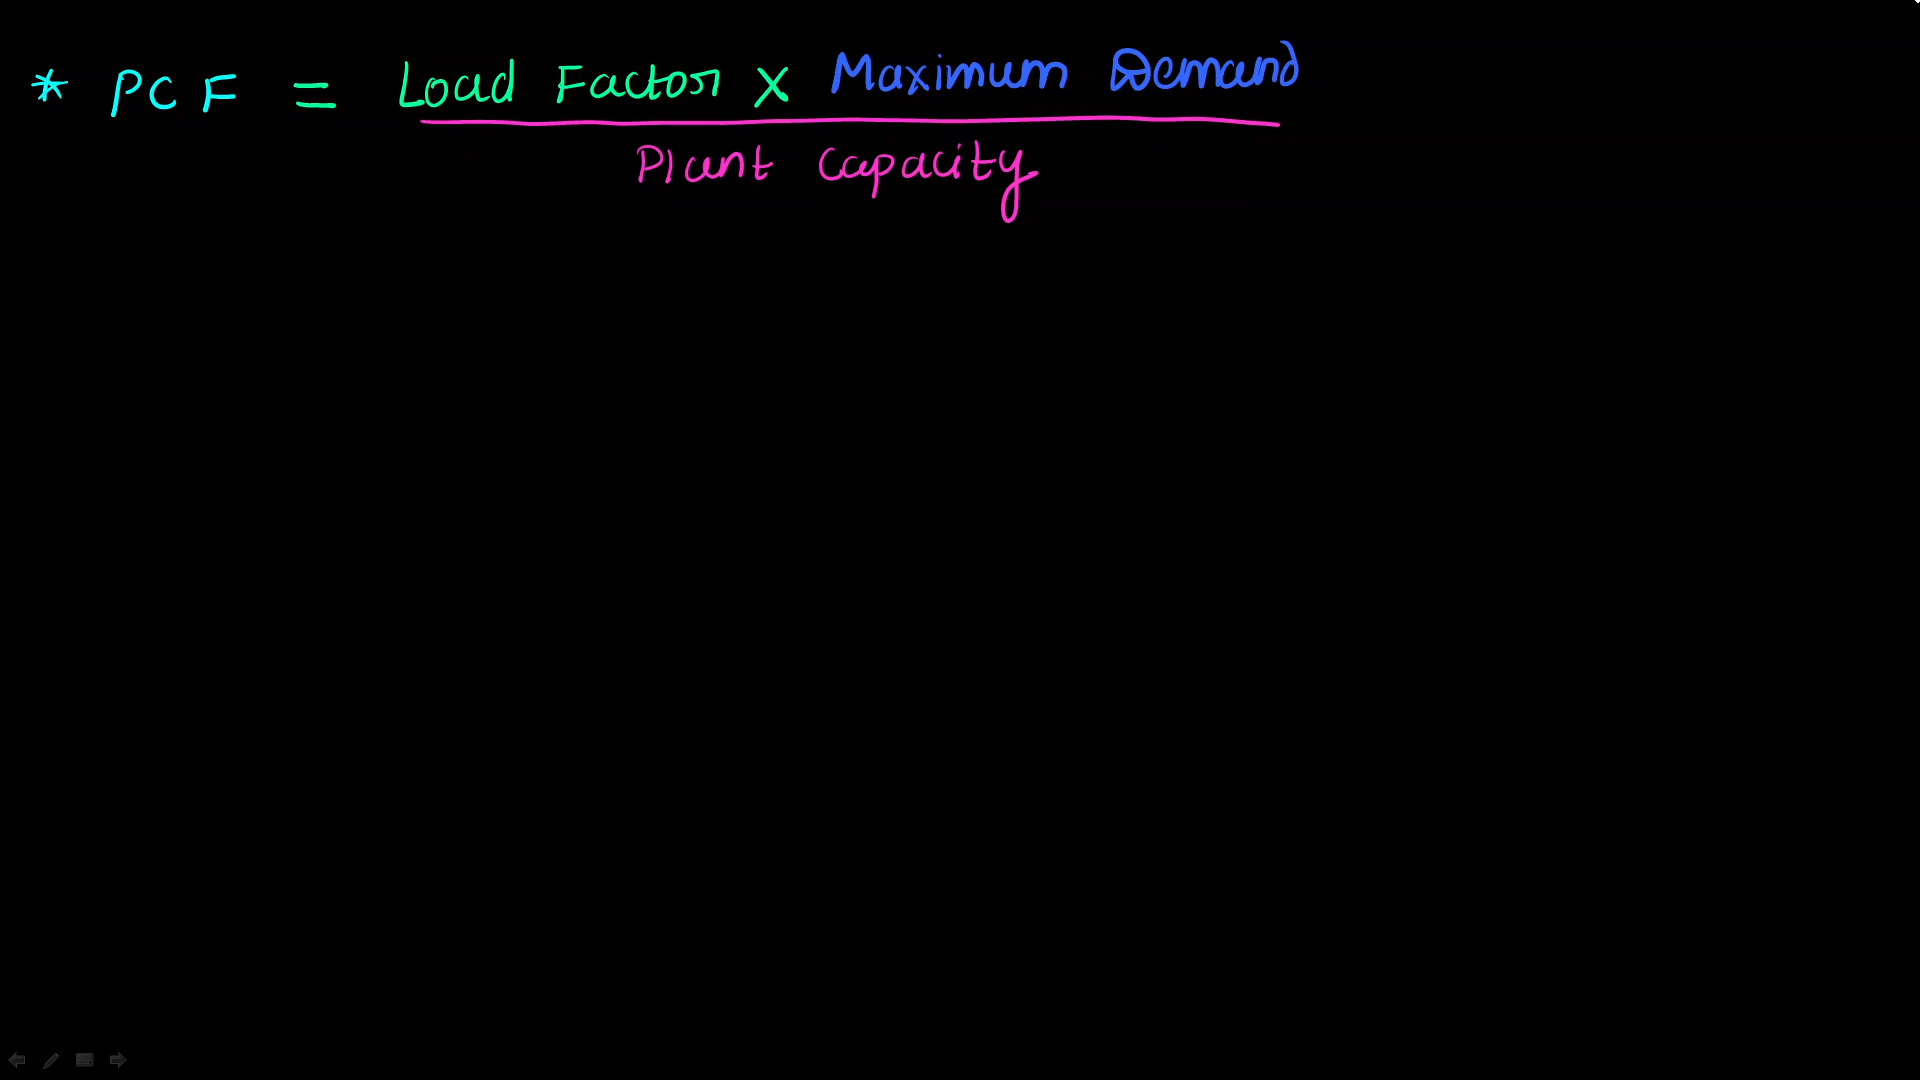 * PCF = Load Factor X Maximum Demand
Plant Capacity